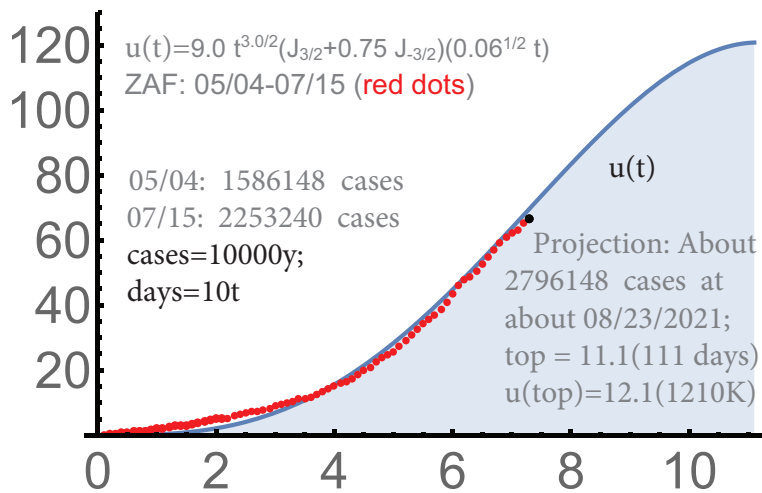 120
100
80
60
40
20
u(t)=9.0 t^{3.0/2}(J_{3/2}+0.75 J_{-3/2})(0.06^{1/2} t)
ZAF: 05/04-07/15 (red dots)
05/04: 1586148 cases
07/15: 2253240 cases
cases=10000y;
days=10t
u(t)
Projection: About
2796148 cases at
about 08/23/2021;
top = 11.1(111 days)
u(top)=12.1(1210K)
0 2 4 6 8 10